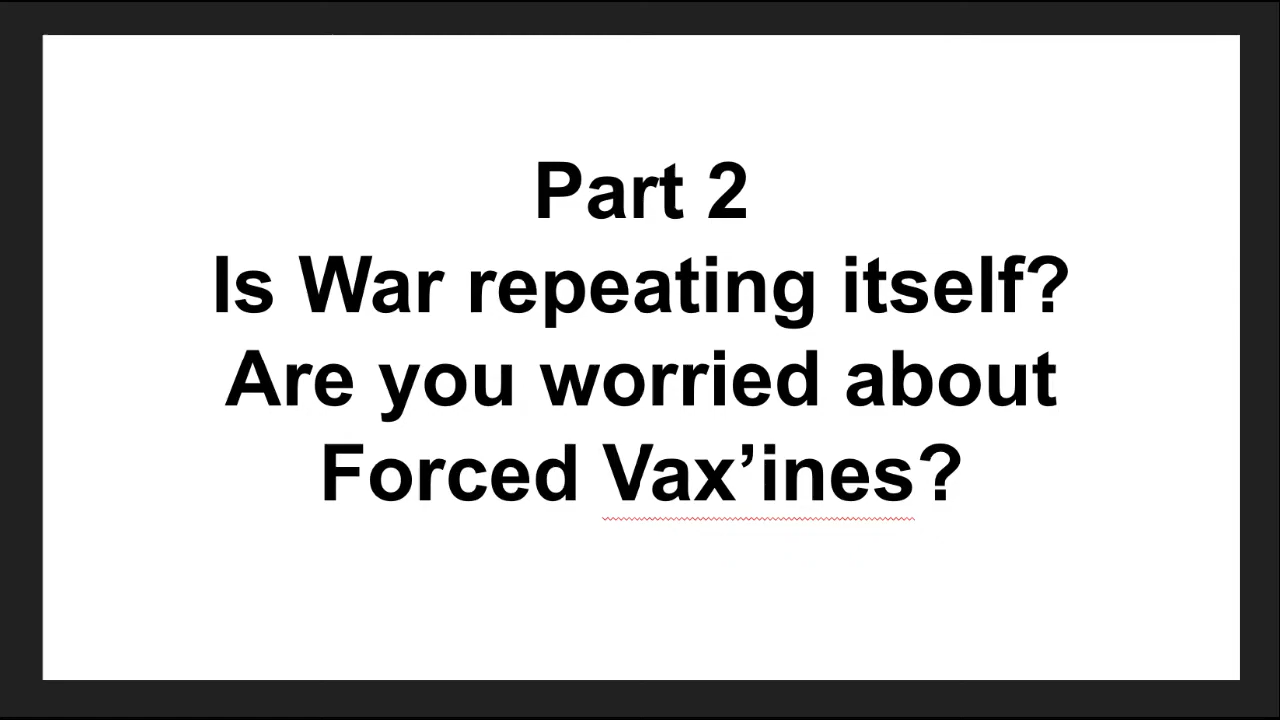 Part 2
Is War repeating itself?
Are you worried about
Forced Vax’ines?